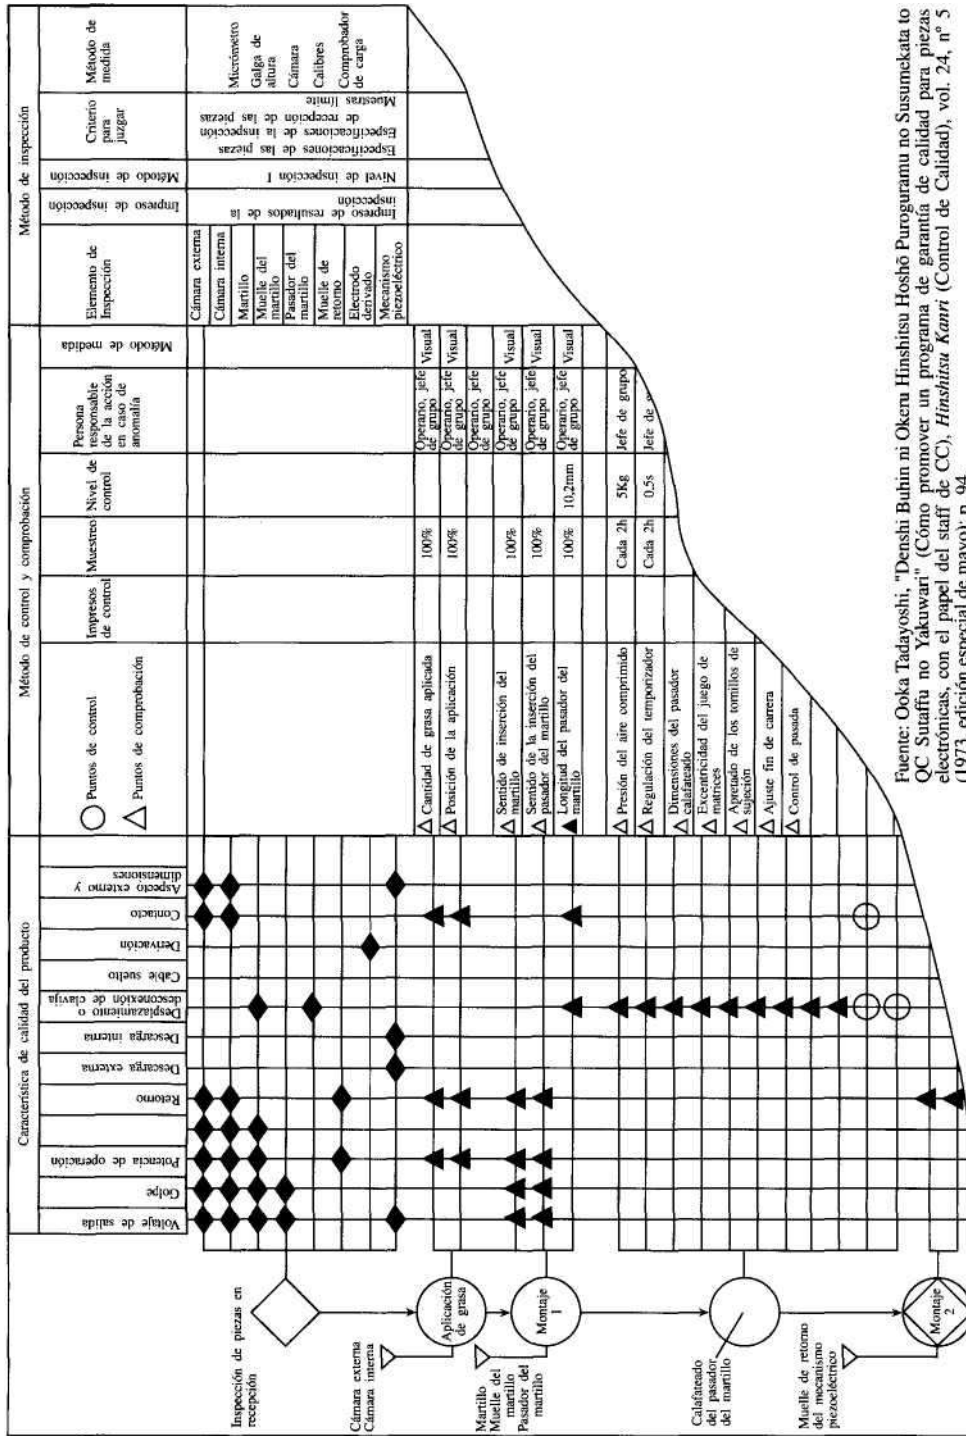 Característica de calidad del producto
Método de control y comprobación
Método de inspección
Voltaje de salida
Golpe
Potencia de operación
Retorno
Descarga externa
Descarga interna
Desplazamiento o
desconexión de clavija
Cable suelto
Derivación
Contacto
Aspecto externo y
dimensiones
Puntos de control
Puntos de comprobación
Impresos
de control
Muestreo
Nivel de
control
Persona
responsable
de la acción
en caso de
anomalía
Método de medida
Elemento de
Inspección
Impreso de inspección
Método de inspección
Criterio
para
juzgar
Método de
medida
Inspección de piezas en
recepción
Cámara externa
Cámara interna
Martillo
Muelle del
martillo
Pasador del
martillo
Muelle de
retorno
Electrodo
derivado
Mecanismo
piezoeléctrico
Impreso de resultados de la
inspección
Nivel de inspección I
Especificaciones de las piezas
Especificaciones de la inspección
de recepción de las piezas
Muestras límite
Micrómetro
Galga de
altura
Cámara
Calibres
Comprobador
de carga
Cámara externa
Cámara interna
Aplicación
de grasa
Cantidad de grasa aplicada
100%
Operario, jefe
de grupo
Visual
Posición de la aplicación
100%
Operario, jefe
de grupo
Visual
Operario, jefe
de grupo
Martillo
Muelle del
martillo
Pasador del
martillo
Montaje
1
Sentido de inserción del
martillo
100%
Operario, jefe
de grupo
Visual
Sentido de la inserción del
pasador del martillo
100%
Operario, jefe
de grupo
Visual
Longitud del pasador del
martillo
100%
10,2mm
Operario, jefe
de grupo
Visual
Calafateado
del pasador
del martillo
Presión del aire comprimido
Cada 2h
5Kg
Jefe de grupo
Regulación del temporizador
Cada 2h
0,5s
Jefe de
Dimensiones del pasador
calafateado
Excentricidad del juego de
matrices
Apretado de los tornillos de
sujeción
Ajuste fin de carrera
Control de pasada
Muelle de retorno
del mecanismo
piezoeléctrico
Montaje
2
Fuente: Ooka Tadayoshi, "Denshi Buhin ni Okeru Hinshitsu Hoshō Puroguramu no Susumekata to
QC Sutaffu no Yakuwari" (Cómo promover un programa de garantía de calidad para piezas
electrónicas, con el papel del staff de CC), Hinshitsu Kanri (Control de Calidad), vol. 24, nº 5
(1973, edición especial de mayo): p. 94